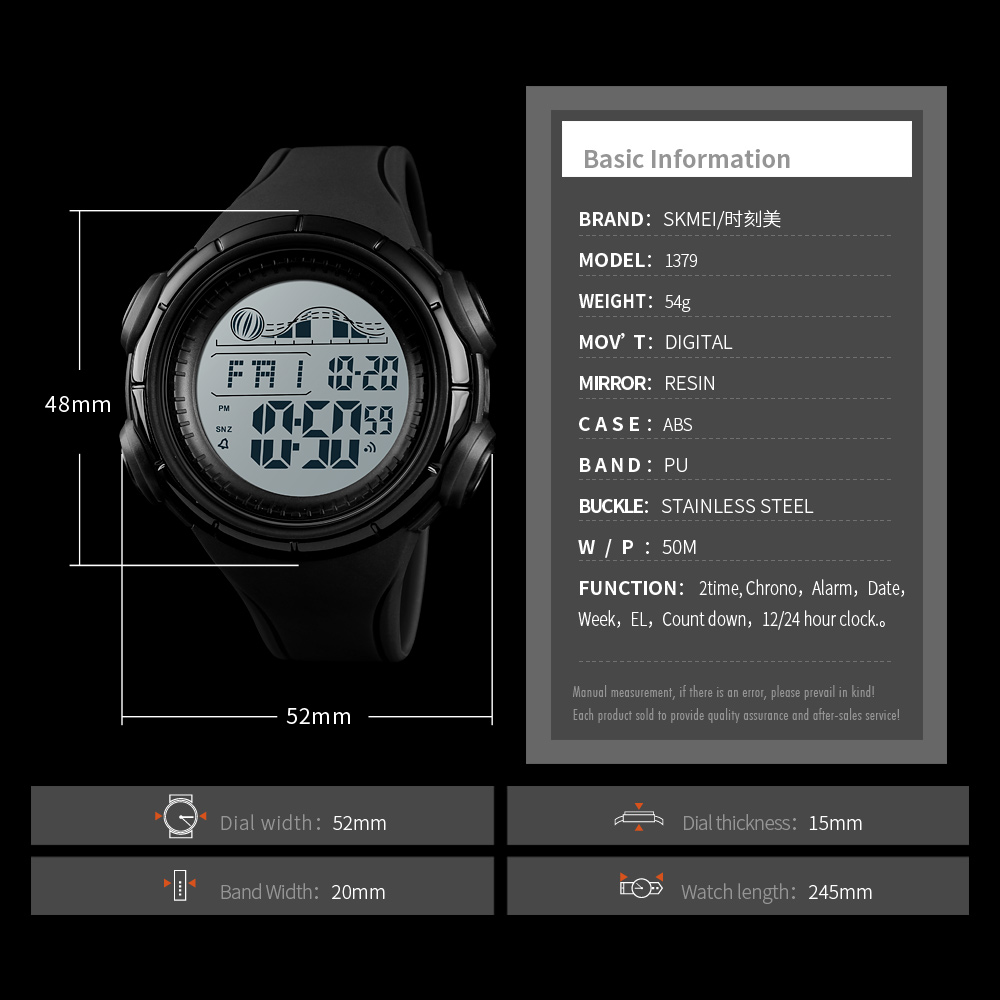 Basic Information
BRAND： SKMEI/时刻美
MODEL： 1379
WEIGHT： 54g
MOV’T： DIGITAL
MIRROR： RESIN
CASE： ABS
BAND： PU
BUCKLE： STAINLESS STEEL
W/P： 50M
FUNCTION： 2time, Chrono，Alarm，Date，
Week，EL，Count down，12/24 hour clock.。
Manual measurement, if there is an error, please prevail in kind!
Each product sold to provide quality assurance and after-sales service!
FRI 10-20
PM
SNZ
10:50 59
48mm
52mm
Dial width： 52mm
Dial thickness： 15mm
Band Width： 20mm
Watch length： 245mm